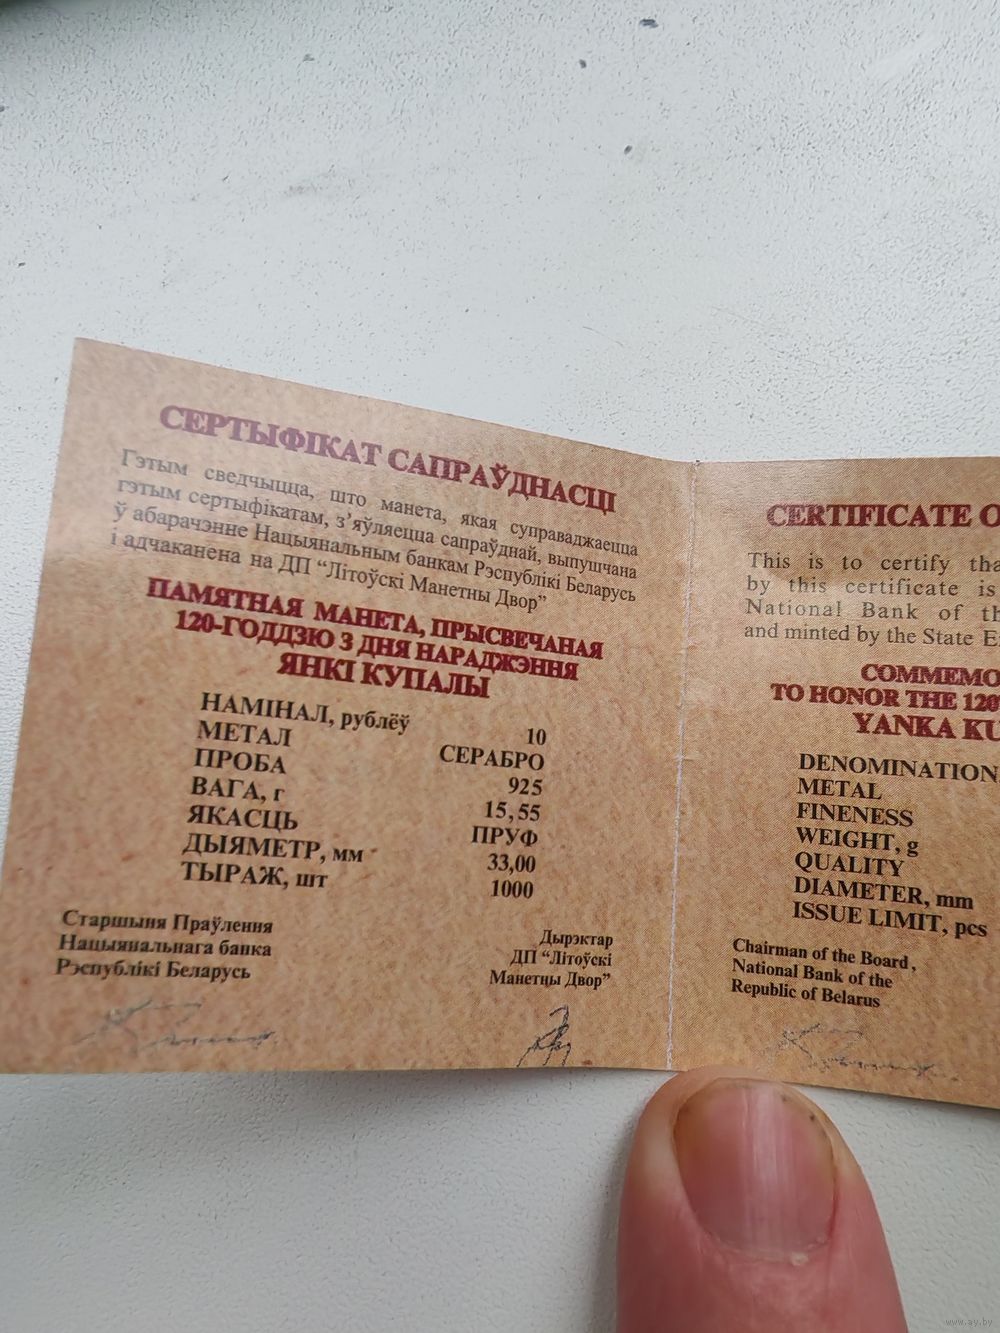 СЕРТЫФІКАТ САПРАЎДНАСЦІ
Гэтым сведчыцца, што манета, якая суправаджаецца
гэтым сертыфікатам, з’яўляецца сапраўднай, выпушчана
ў абарачэнне Нацыянальным банкам Рэспублікі Беларусь
і адчаканена на ДП “Літоўскі Манетны Двор”
ПАМЯТНАЯ МАНЕТА, ПРЫСВЕЧАНАЯ
120-ГОДДЗЮ З ДНЯ НАРАДЖЭННЯ
ЯНКІ КУПАЛЫ
НАМІНАЛ, рублёў 10
МЕТАЛ СЕРАБРО
ПРОБА 925
ВАГА, г 15,55
ЯКАСЦЬ ПРУФ
ДЫЯМЕТР, мм 33,00
ТЫРАЖ, шт 1000
Старшыня Праўлення
Нацыянальнага банка
Рэспублікі Беларусь
Дырэктар
ДП “Літоўскі
Манетны Двор”
CERTIFICATE O
This is to certify tha
by this certificate is
National Bank of th
and minted by the State E
COMMEMO
TO HONOR THE 120
YANKA KU
DENOMINATION
METAL
FINENESS
WEIGHT, g
QUALITY
DIAMETER, mm
ISSUE LIMIT, pcs
Chairman of the Board,
National Bank of the
Republic of Belarus
www.ay.by